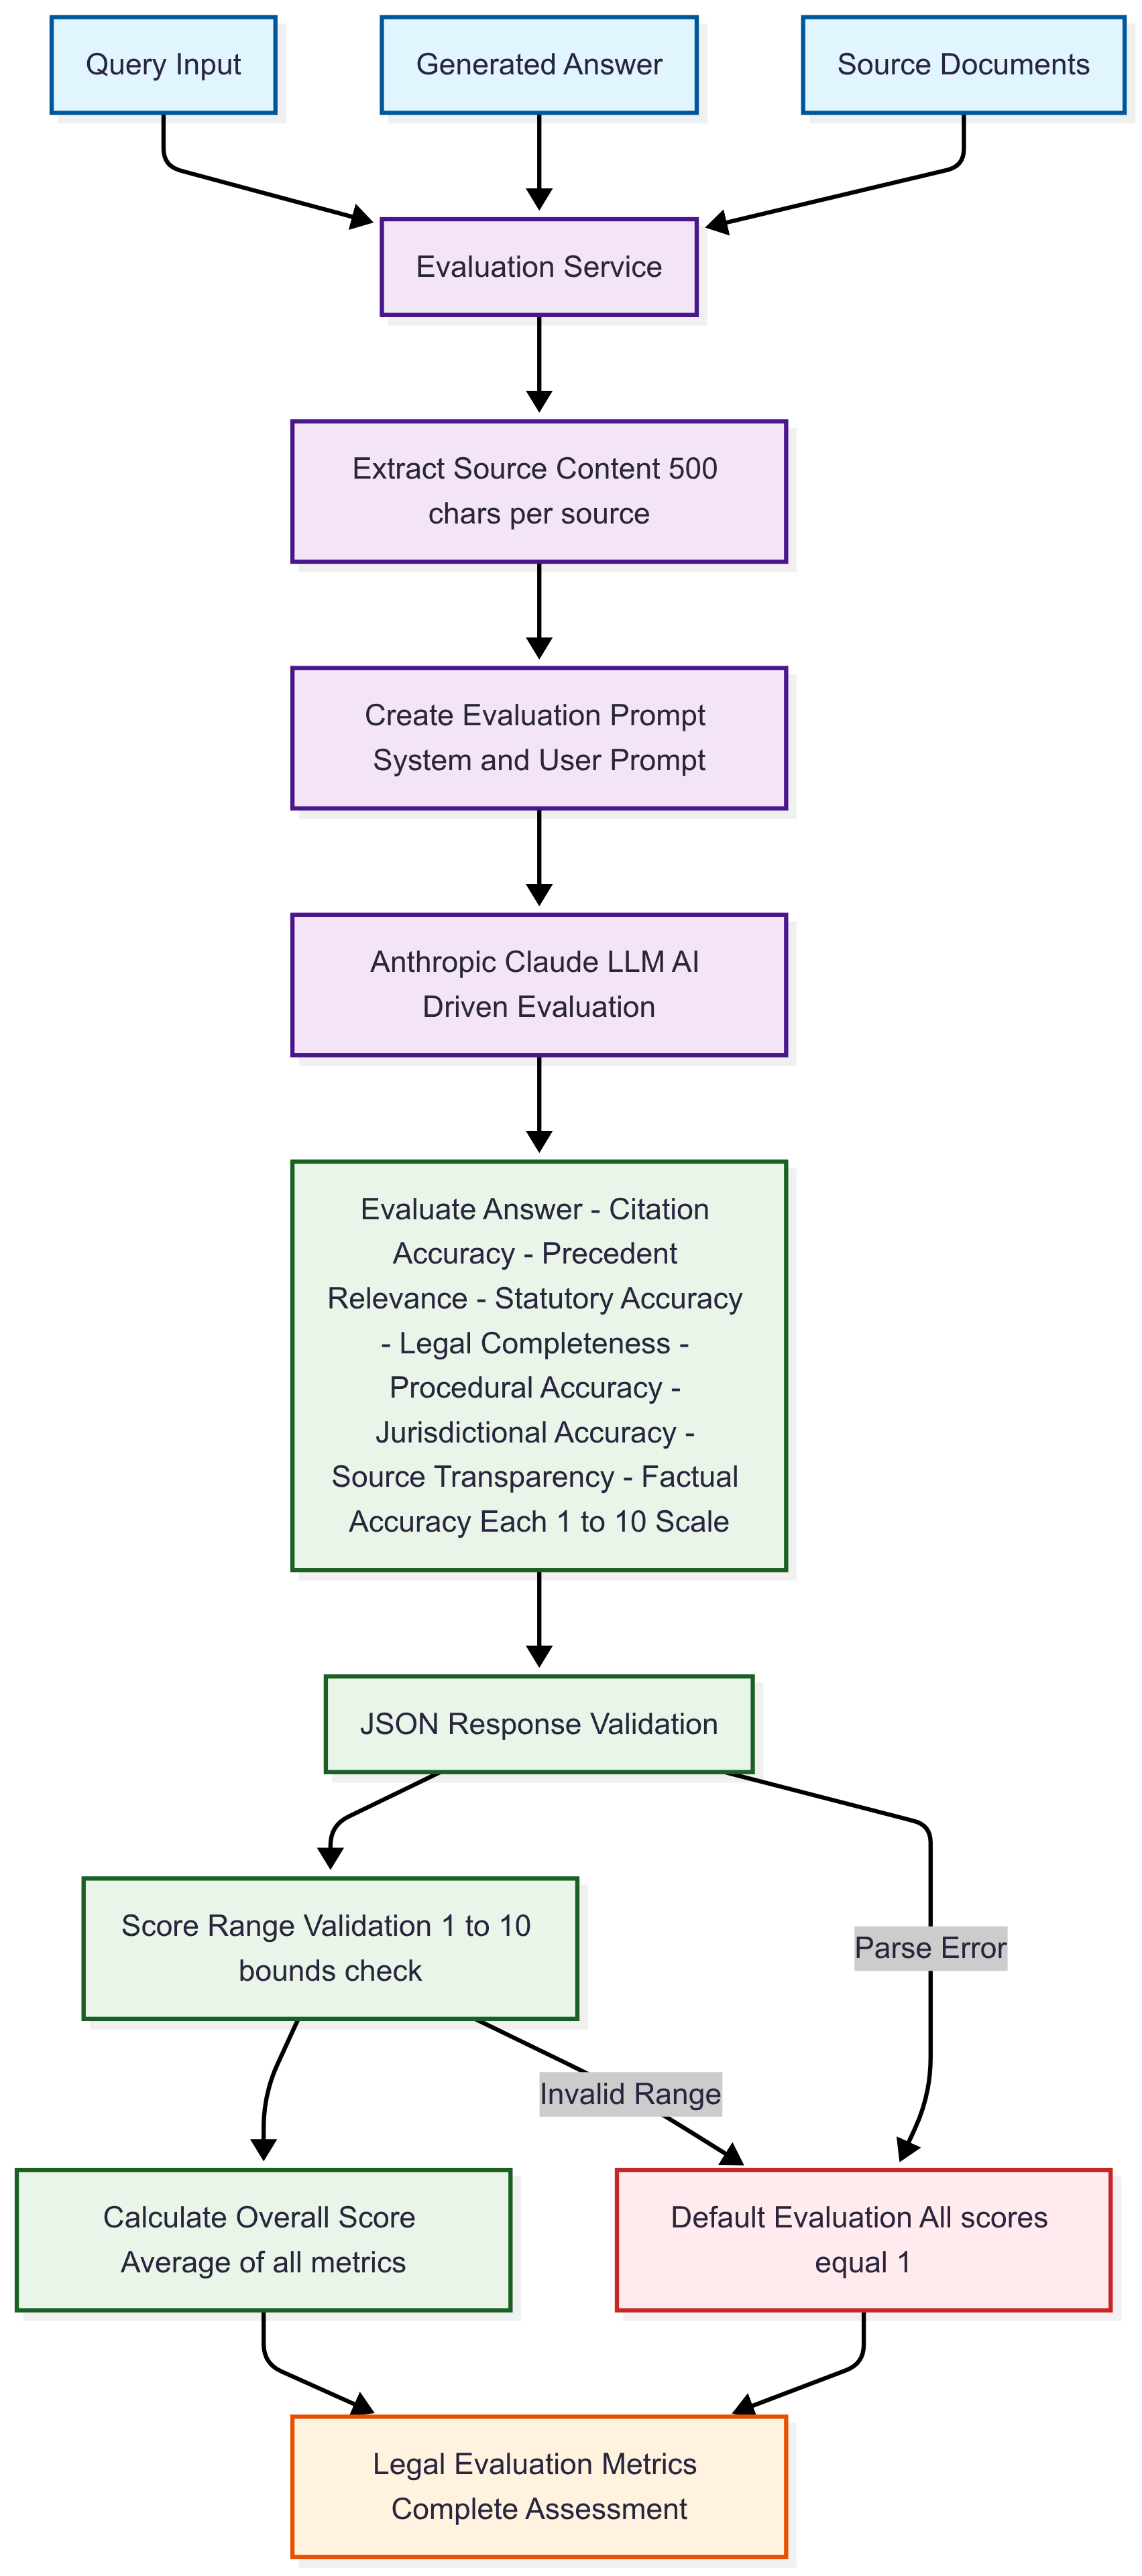 Query Input
Generated Answer
Source Documents
Evaluation Service
Extract Source Content 500
chars per source
Create Evaluation Prompt
System and User Prompt
Anthropic Claude LLM AI
Driven Evaluation
Evaluate Answer - Citation
Accuracy - Precedent
Relevance - Statutory Accuracy
- Legal Completeness -
Procedural Accuracy -
Jurisdictional Accuracy -
Source Transparency - Factual
Accuracy Each 1 to 10 Scale
JSON Response Validation
Score Range Validation 1 to 10
bounds check
Parse Error
Invalid Range
Calculate Overall Score
Average of all metrics
Default Evaluation All scores
equal 1
Legal Evaluation Metrics
Complete Assessment